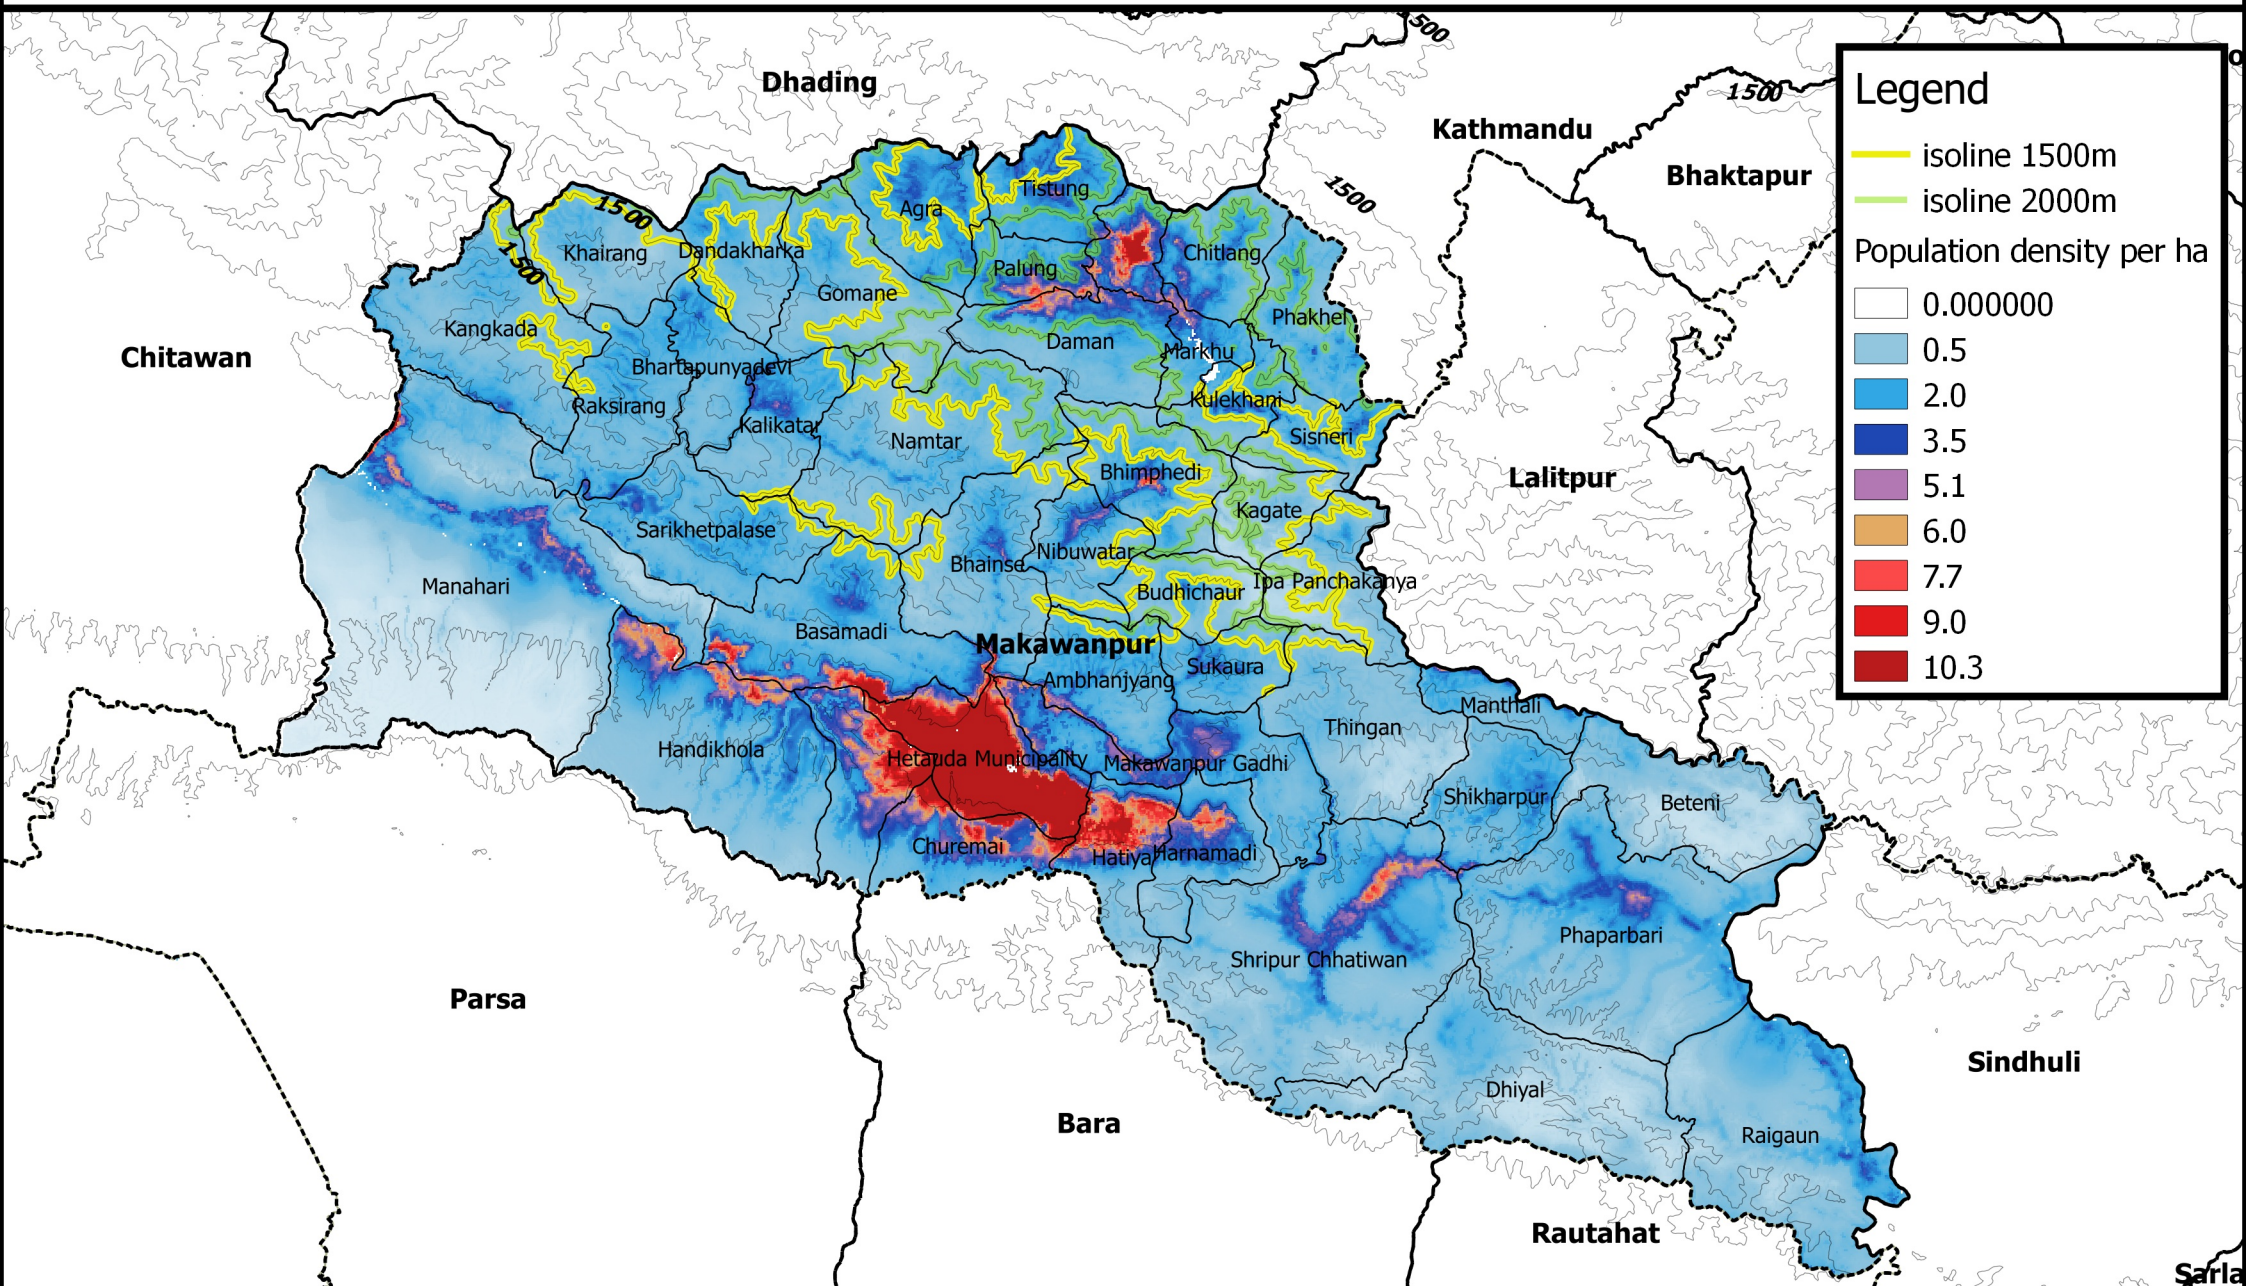 1500
Dhading
Kathmandu
1500
Bhaktapur
1500
1500
1500
Chitawan
Lalitpur
Makawanpur
Parsa
Bara
Rautahat
Sindhuli
Sarla
Tistung
Agra
Khairang
Dandakharka
Chitlang
Palung
Gomane
Phakhel
Kangkada
Daman
Markhu
Bhartapunyadevi
Kulekhani
Raksirang
Kalikatar
Namtar
Sisneri
Bhimphedi
Kagate
Sarikhetpalase
Nibuwatar
Bhainse
Manahari
Budhichaur
Ipa Panchakanya
Basamadi
Sukaura
Ambhanjyang
Manthali
Thingan
Handikhola
Hetauda Municipality
Makawanpur Gadhi
Shikharpur
Beteni
Churemai
Hatiya
Harnamadi
Phaparbari
Shripur Chhatiwan
Dhiyal
Raigaun
Legend
isoline 1500m
isoline 2000m
Population density per ha
0.000000
0.5
2.0
3.5
5.1
6.0
7.7
9.0
10.3